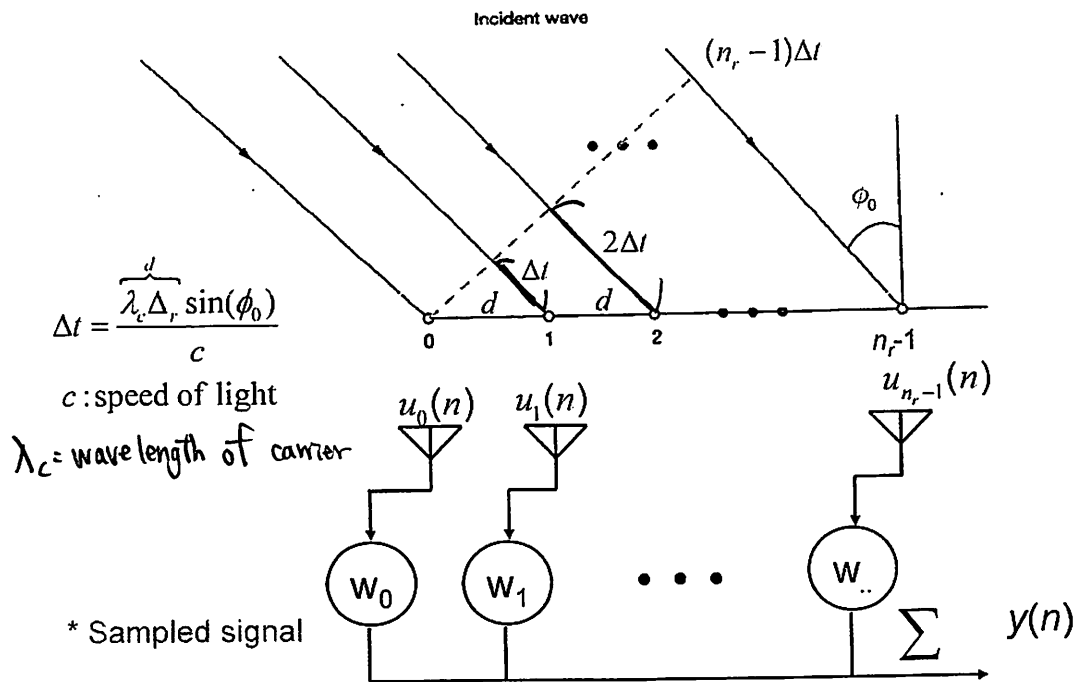 Incident wave
(n_r − 1)Δt
ϕ_0
2Δt
Δt
d d
0 1 2 n_r-1
d
Δt = λ_c Δ_r sin(ϕ_0) / c
c : speed of light
λ_c = wave length of carrier
u_0(n) u_1(n) u_{n_r−1}(n)
W_0 W_1 W_..
* Sampled signal
∑ y(n)